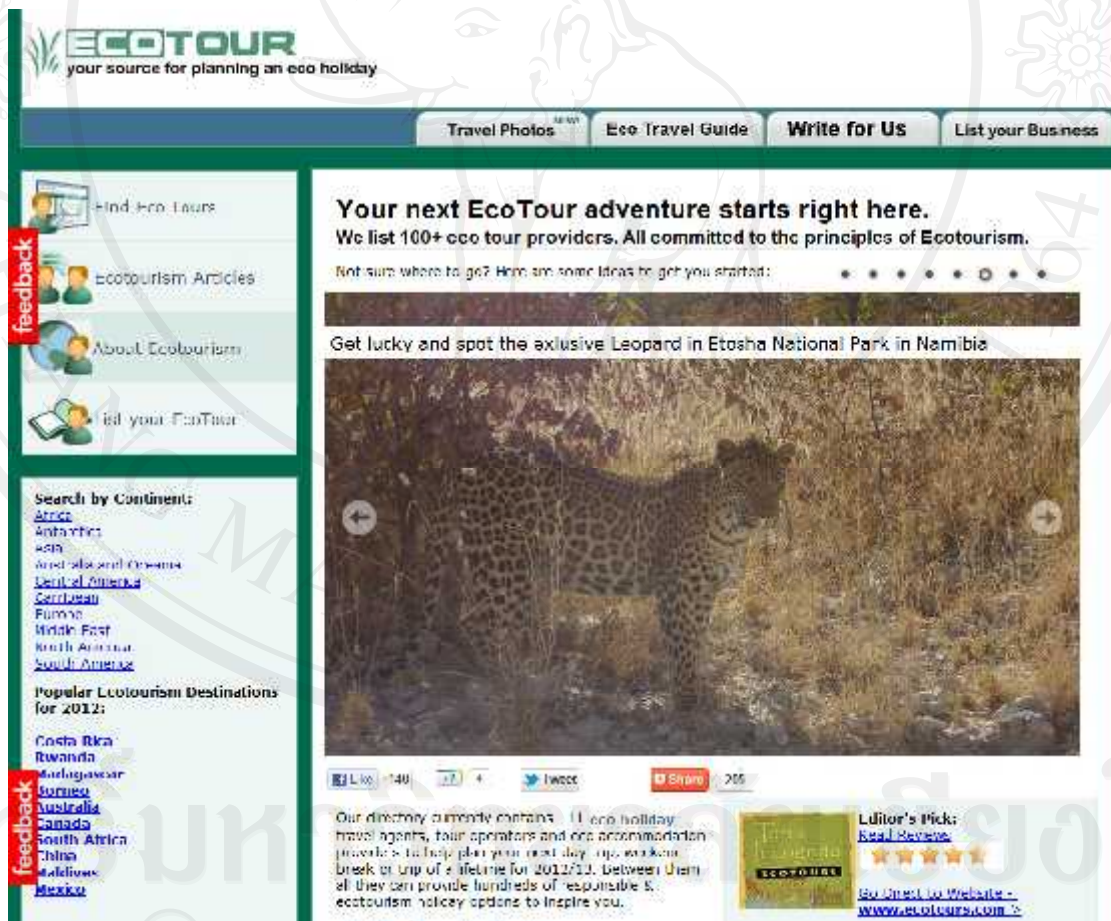 ECOTOUR
your source for planning an eco holiday
Travel Photos
Eco Travel Guide
Write for Us
List your Business
Find Eco Tours
Ecotourism Articles
About Ecotourism
List your EcoTour
feedback
Your next EcoTour adventure starts right here.
We list 100+ eco tour providers. All committed to the principles of Ecotourism.
Not sure where to go? Here are some ideas to get you started:
Get lucky and spot the exlusive Leopard in Etosha National Park in Namibia
Search by Continent:
Africa
Antarctica
Asia
Australia and Oceania
Central America
Carribean
Europe
Middle East
North America
South America
Popular Ecotourism Destinations
for 2012:
Costa Rica
Rwanda
Madagascar
Borneo
Australia
Canada
South Africa
China
Maldives
Mexico
feedback
Like
Tweet
Share
Our directory currently contains eco holiday
travel agents, tour operators and eco accommodation
providers to help plan your next day trip, weekend
break or trip of a lifetime for 2012/13. Between them
all they can provide hundreds of responsible &
ecotourism holiday options to inspire you.
ECOTOURS
Editor's Pick:
Read Reviews
Go Direct to Website -
www.ecotours.com >